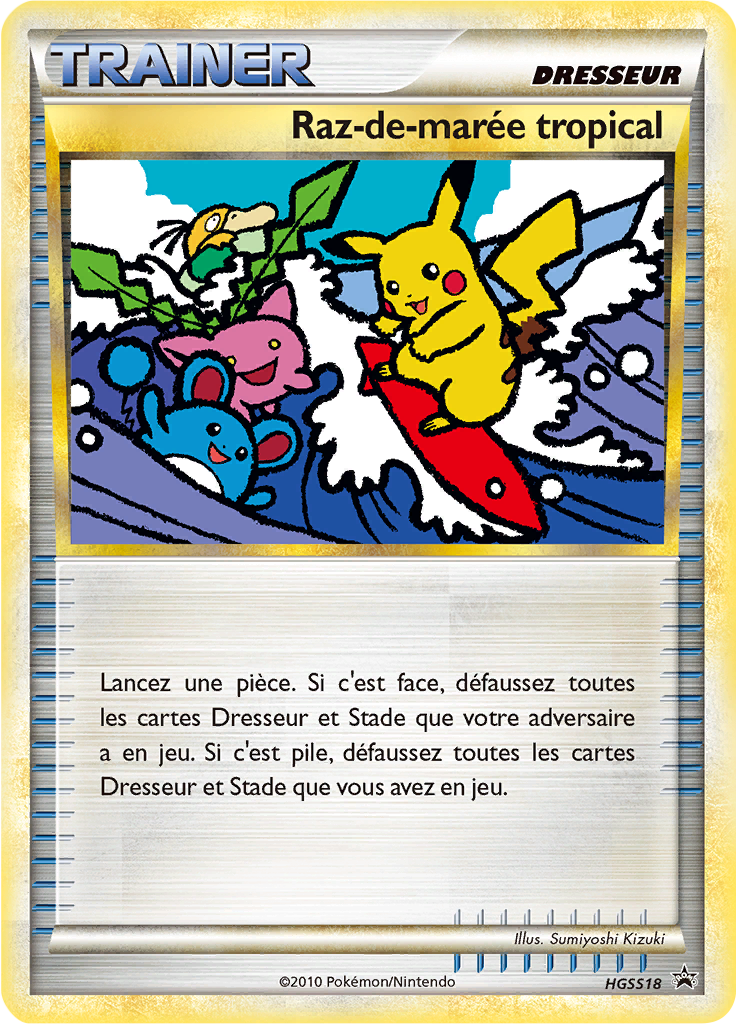 TRAINER
DRESSEUR
Raz-de-marée tropical
Lancez une pièce. Si c'est face, défaussez toutes
les cartes Dresseur et Stade que votre adversaire
a en jeu. Si c'est pile, défaussez toutes les cartes
Dresseur et Stade que vous avez en jeu.
Illus. Sumiyoshi Kizuki
©2010 Pokémon/Nintendo
HGSS18